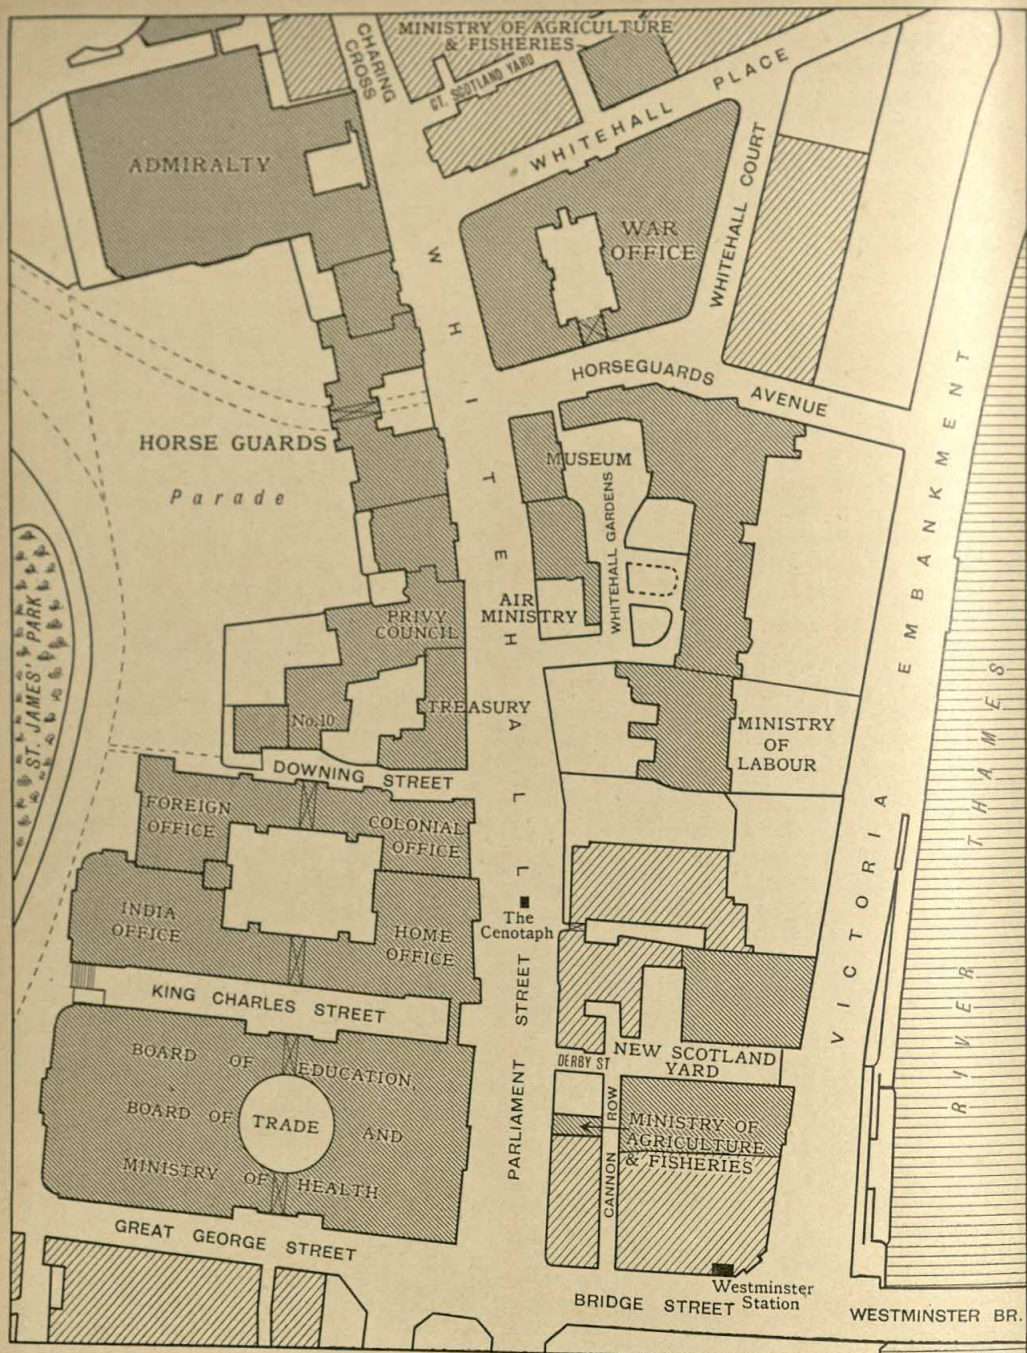 MINISTRY OF AGRICULTURE
& FISHERIES
CHARING
CROSS
GT. SCOTLAND YARD
WHITEHALL PLACE
ADMIRALTY
WHITEHALL COURT
WAR
OFFICE
WHITEHALL
HORSEGUARDS AVENUE
HORSE GUARDS
Parade
MUSEUM
WHITEHALL GARDENS
VICTORIA EMBANKMENT
RIVER THAMES
ST. JAMES' PARK
AIR
MINISTRY
PRIVY
COUNCIL
No. 10
TREASURY
MINISTRY
OF
LABOUR
DOWNING STREET
FOREIGN
OFFICE
COLONIAL
OFFICE
INDIA
OFFICE
HOME
OFFICE
The
Cenotaph
KING CHARLES STREET
PARLIAMENT STREET
DERBY ST
NEW SCOTLAND
YARD
BOARD OF EDUCATION,
BOARD OF TRADE AND
MINISTRY OF HEALTH
CANNON ROW
MINISTRY OF
AGRICULTURE
& FISHERIES
GREAT GEORGE STREET
Westminster
Station
BRIDGE STREET
WESTMINSTER BR.